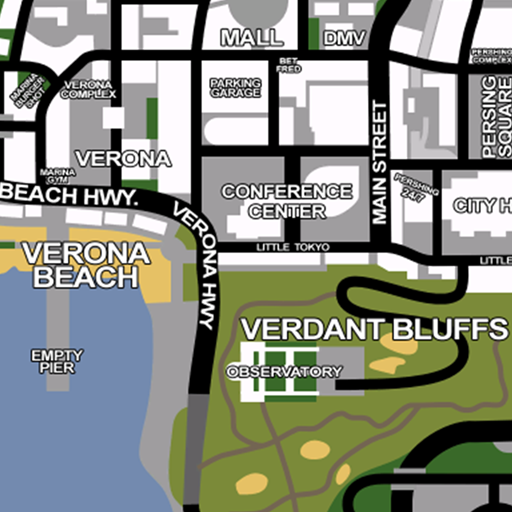 MALL
DMV
PERSHING
COMPLEX
BET
FRED
MARINA
BURGER
SHOT
VERONA
COMPLEX
PARKING
GARAGE
PERSING
SQUARE
MAIN STREET
VERONA
MARINA
GYM
PERSHING
24/7
BEACH HWY.
CONFERENCE
CENTER
CITY H
VERONA HWY
LITTLE TOKYO
LITTLE
VERONA
BEACH
VERDANT BLUFFS
EMPTY
PIER
OBSERVATORY